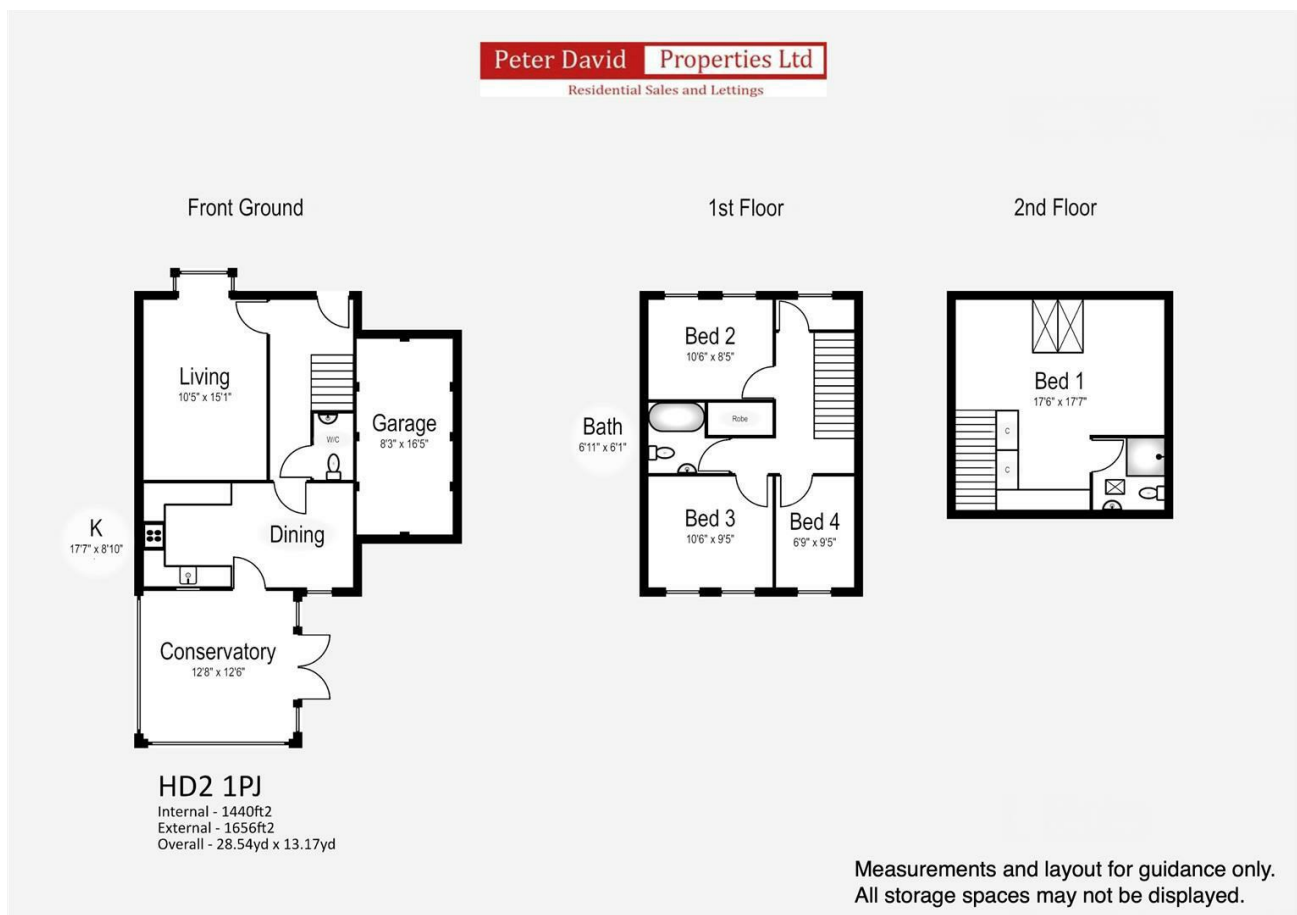 Peter David Properties Ltd
Residential Sales and Lettings
Front Ground
1st Floor
2nd Floor
Living
10'5" x 15'1"
W/C
Garage
8'3" x 16'5"
K
17'7" x 8'10"
Dining
Conservatory
12'8" x 12'6"
Bed 2
10'6" x 8'5"
Bath
6'11" x 6'1"
Robe
Bed 3
10'6" x 9'5"
Bed 4
6'9" x 9'5"
Bed 1
17'6" x 17'7"
C
C
HD2 1PJ
Internal - 1440ft2
External - 1656ft2
Overall - 28.54yd x 13.17yd
Measurements and layout for guidance only.
All storage spaces may not be displayed.